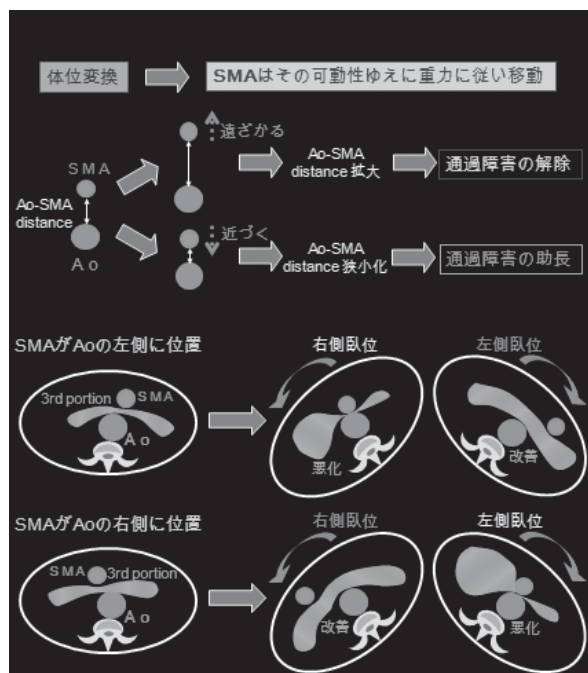 体位変換
SMAはその可動性ゆえに重力に従い移動
遠ざかる
SMA
Ao-SMA
distance
Ao
Ao-SMA
distance 拡大
通過障害の解除
近づく
Ao-SMA
distance 狭小化
通過障害の助長
SMAがAoの左側に位置
3rd portion
SMA
Ao
右側臥位
悪化
左側臥位
改善
SMAがAoの右側に位置
SMA
3rd portion
Ao
右側臥位
改善
左側臥位
悪化